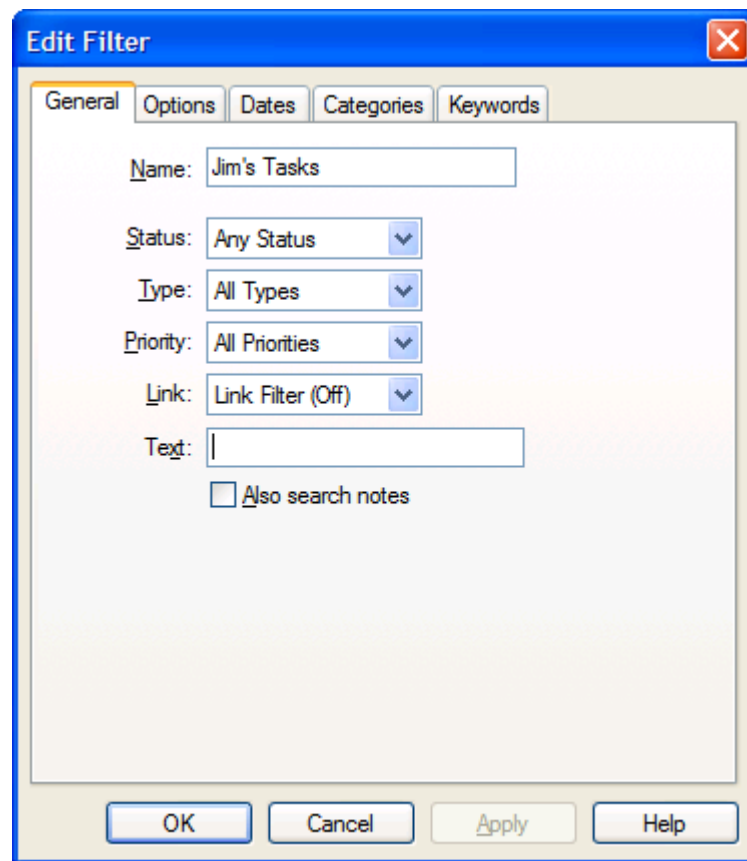 Edit Filter
General Options Dates Categories Keywords
Name: Jim's Tasks
Status: Any Status
Type: All Types
Priority: All Priorities
Link: Link Filter (Off)
Text:
Also search notes
OK Cancel Apply Help